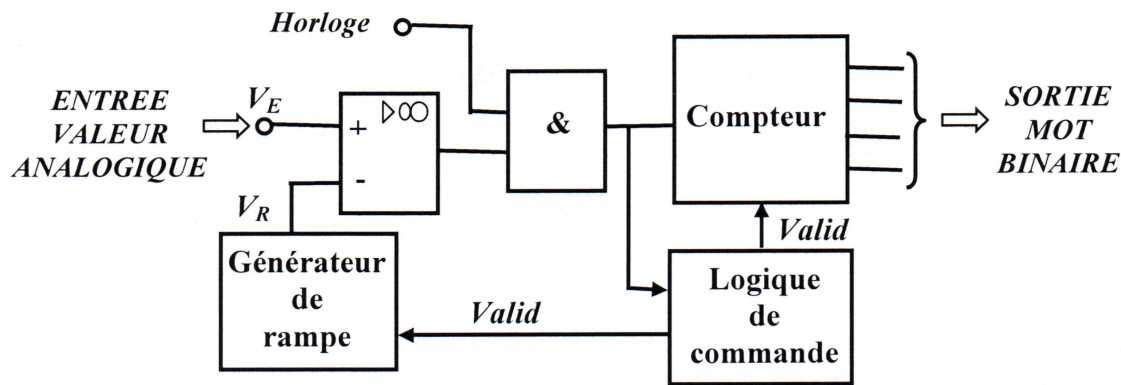 Horloge
ENTREE
VALEUR
ANALOGIQUE
V_E
+
▷∞
-
V_R
&
Compteur
SORTIE
MOT
BINAIRE
Valid
Générateur
de
rampe
Valid
Logique
de
commande